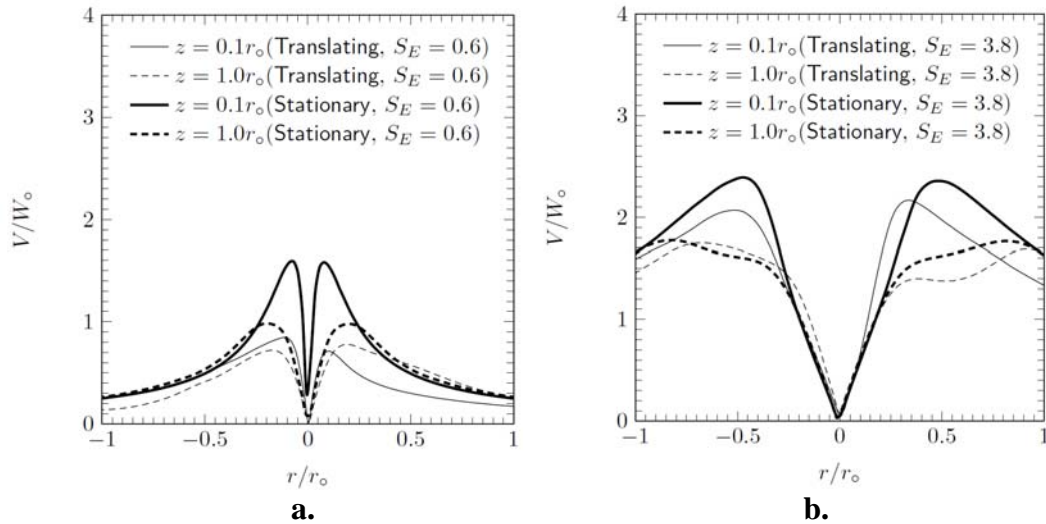 4
3
2
1
0
V/W∘
z = 0.1r∘(Translating, S_E = 0.6)
z = 1.0r∘(Translating, S_E = 0.6)
z = 0.1r∘(Stationary, S_E = 0.6)
z = 1.0r∘(Stationary, S_E = 0.6)
−1 −0.5 0 0.5 1
r/r∘
a.
4
3
2
1
0
V/W∘
z = 0.1r∘(Translating, S_E = 3.8)
z = 1.0r∘(Translating, S_E = 3.8)
z = 0.1r∘(Stationary, S_E = 3.8)
z = 1.0r∘(Stationary, S_E = 3.8)
−1 −0.5 0 0.5 1
r/r∘
b.